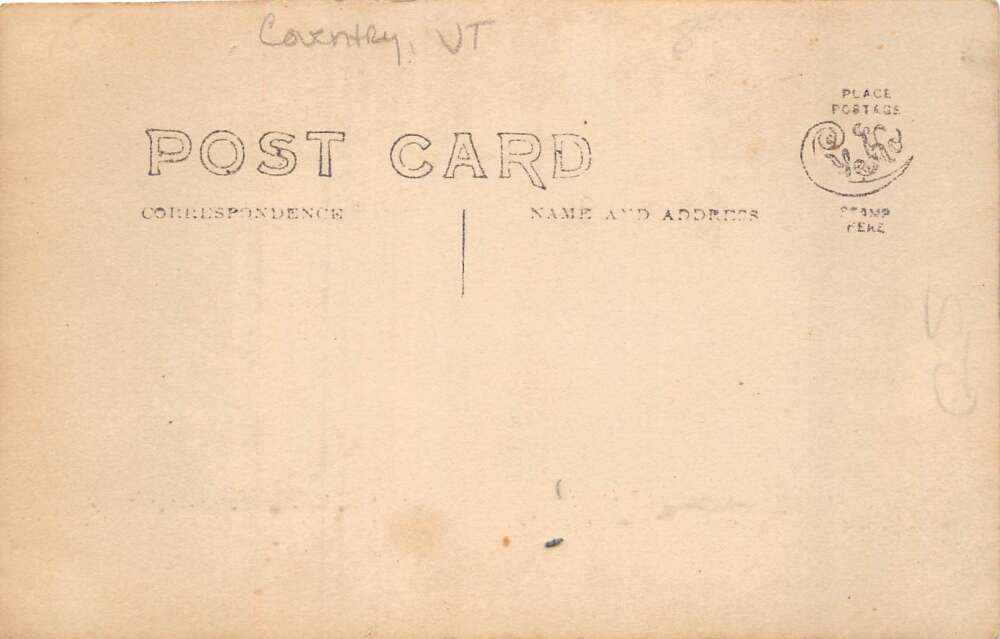 Coventry, VT
PLACE
POSTAGE
POST CARD
CORRESPONDENCE
NAME AND ADDRESS
STAMP
HERE